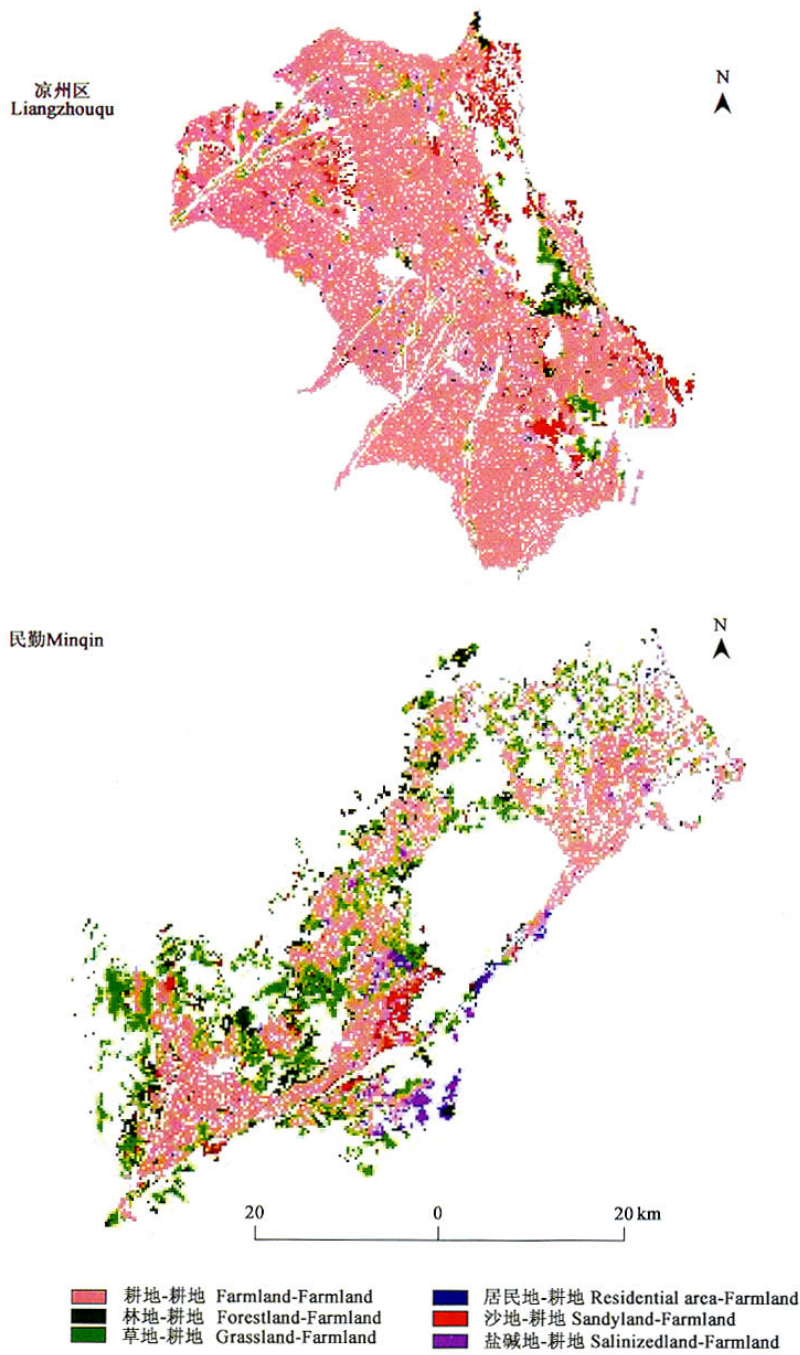 凉州区
Liangzhouqu
N
民勤Minqin
N
20 0 20 km
耕地-耕地 Farmland-Farmland
林地-耕地 Forestland-Farmland
草地-耕地 Grassland-Farmland
居民地-耕地 Residential area-Farmland
沙地-耕地 Sandyland-Farmland
盐碱地-耕地 Salinizedland-Farmland